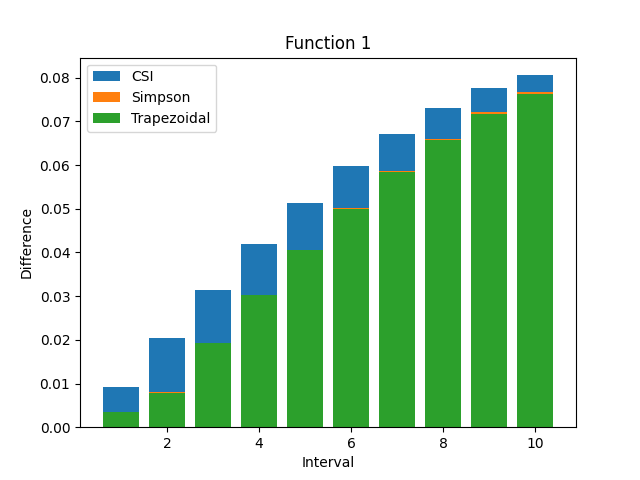 Function 1
CSI
Simpson
Trapezoidal
Difference
0.08
0.07
0.06
0.05
0.04
0.03
0.02
0.01
0.00
2 4 6 8 10
Interval